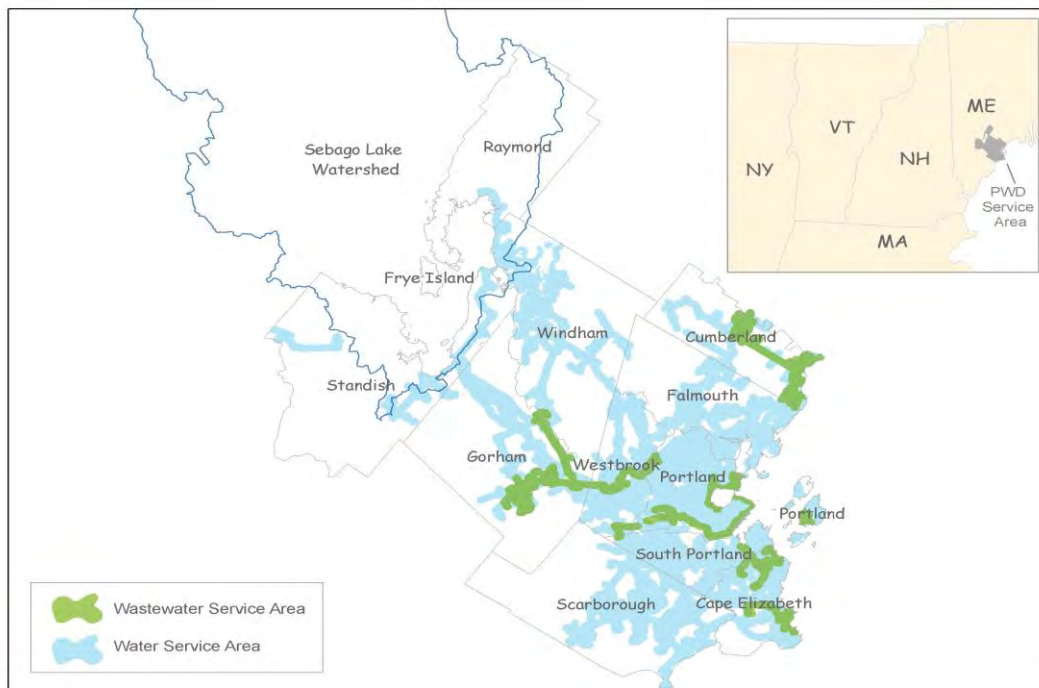 Sebago Lake
Watershed
Raymond
Frye Island
Standish
Windham
Cumberland
Falmouth
Gorham
Westbrook
Portland
Portland
South Portland
Scarborough
Cape Elizabeth
NY
VT
NH
ME
MA
PWD
Service
Area
Wastewater Service Area
Water Service Area